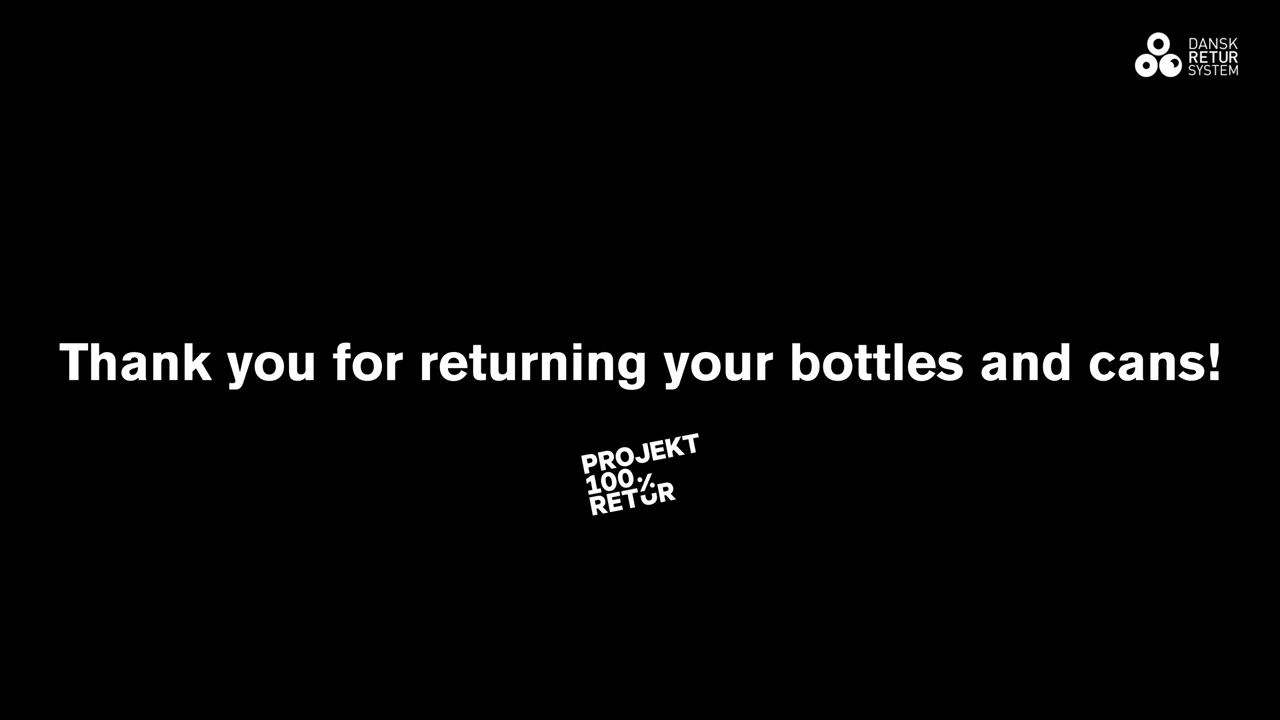 DANSK
RETUR
SYSTEM
Thank you for returning your bottles and cans!
PROJEKT
100%
RETUR